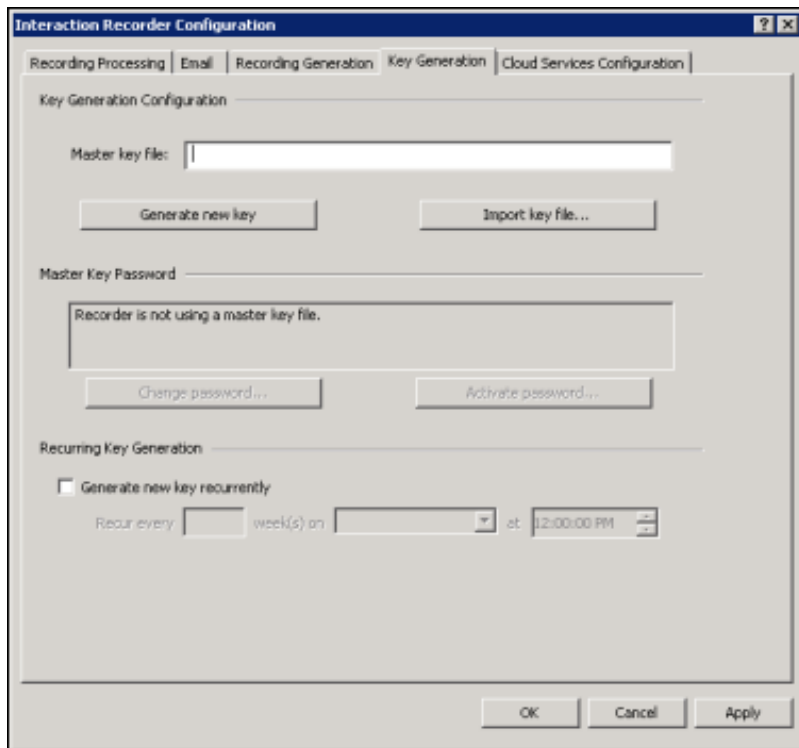 Interaction Recorder Configuration
Recording Processing Email Recording Generation Key Generation Cloud Services Configuration
Key Generation Configuration
Master key file:
Generate new key Import key file...
Master Key Password
Recorder is not using a master key file.
Change password... Activate password...
Recurring Key Generation
Generate new key recurrently
Recur every week(s) on at 12:00:00 PM
OK Cancel Apply